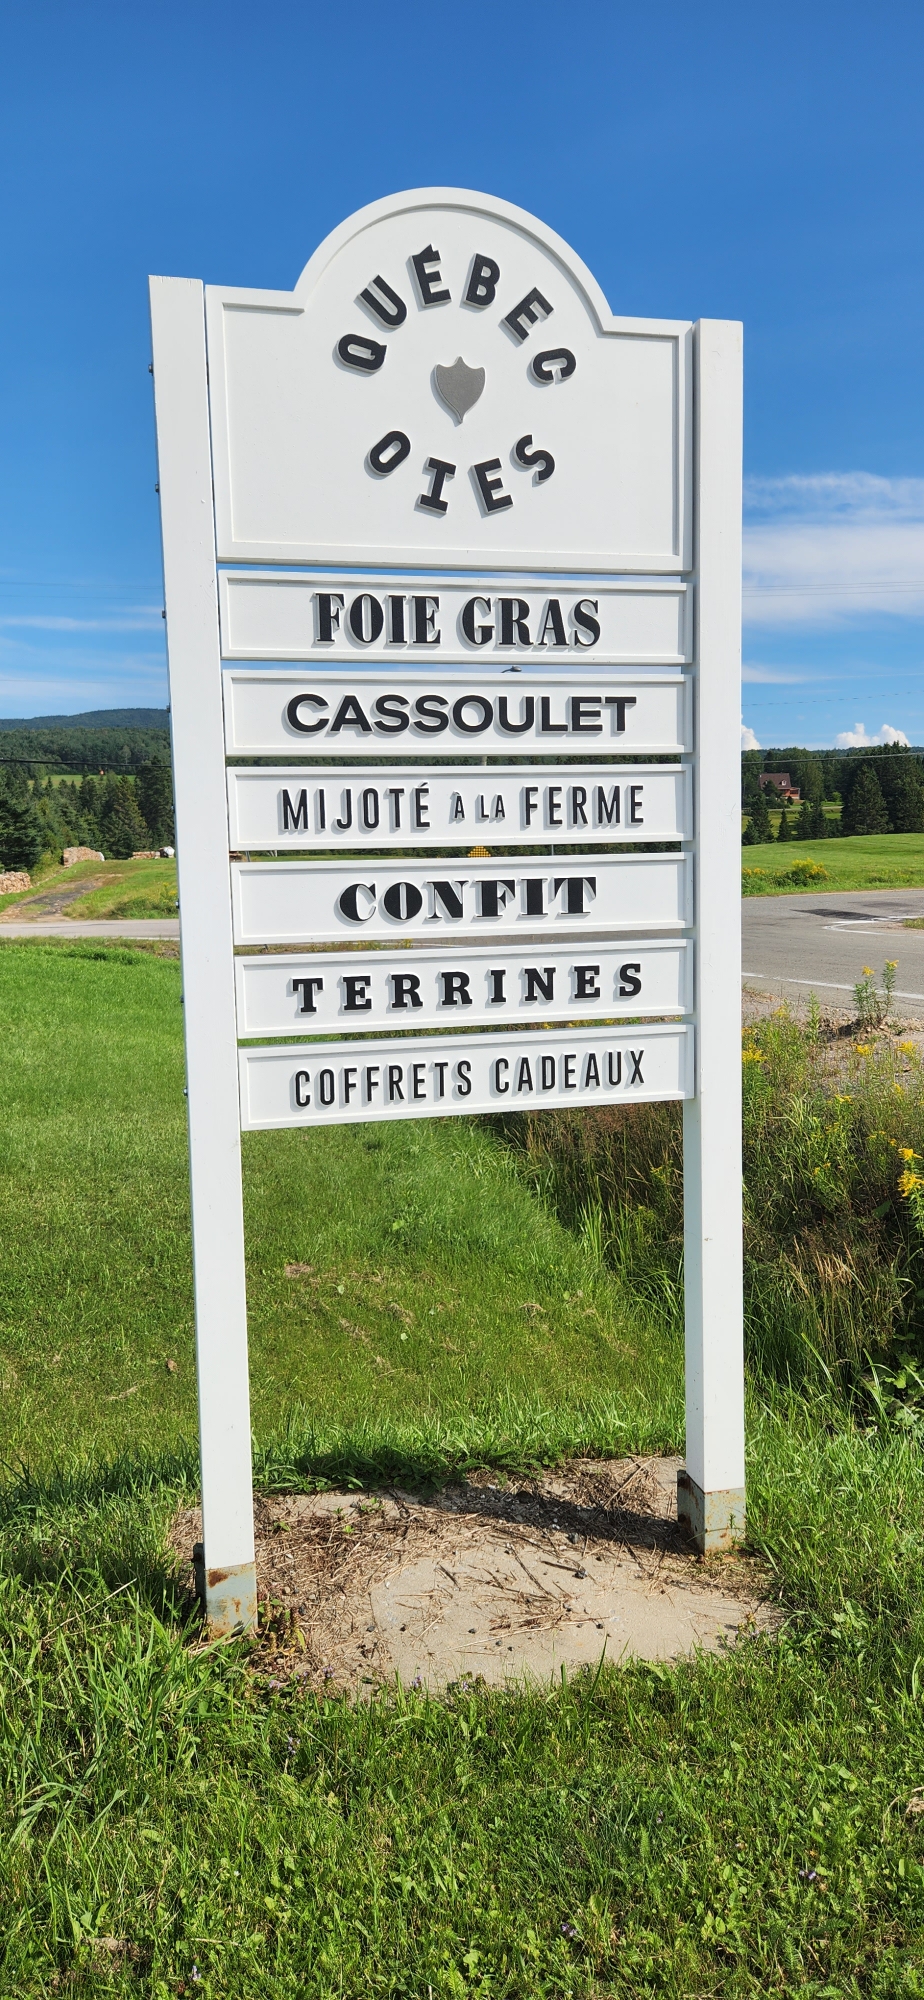 QUÉBEC
OIES
FOIE GRAS
CASSOULET
MIJOTÉ À LA FERME
CONFIT
TERRINES
COFFRETS CADEAUX